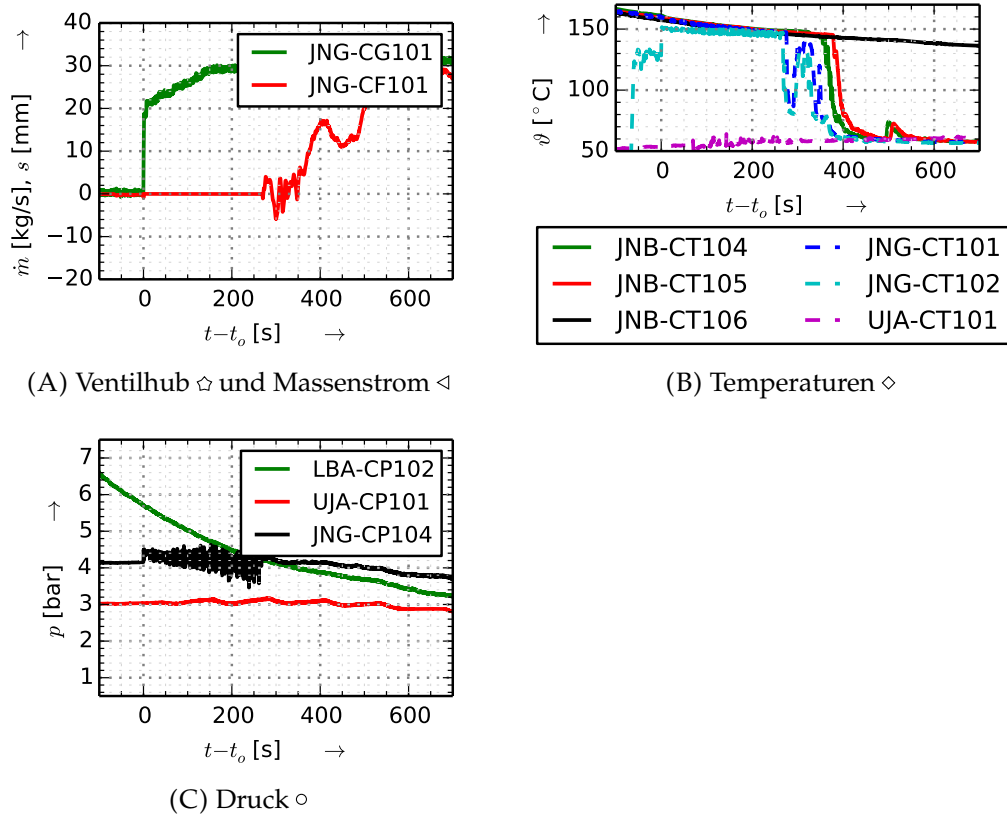 40
30
20
10
0
−10
−20
ṁ [kg/s], s [mm] →
JNG-CG101
JNG-CF101
0 200 400 600
t−t_o [s] →
(A) Ventilhub ☆ und Massenstrom ◁
150
100
50
ϑ [°C] →
0 200 400 600
t−t_o [s] →
JNB-CT104
JNB-CT105
JNB-CT106
JNG-CT101
JNG-CT102
UJA-CT101
(B) Temperaturen ◇
7
6
5
4
3
2
1
p [bar] →
LBA-CP102
UJA-CP101
JNG-CP104
0 200 400 600
t−t_o [s] →
(C) Druck ○